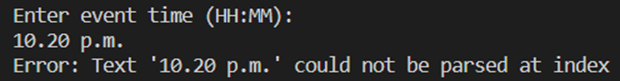 Enter event time (HH:MM):
10.20 p.m.
Error: Text '10.20 p.m.' could not be parsed at index